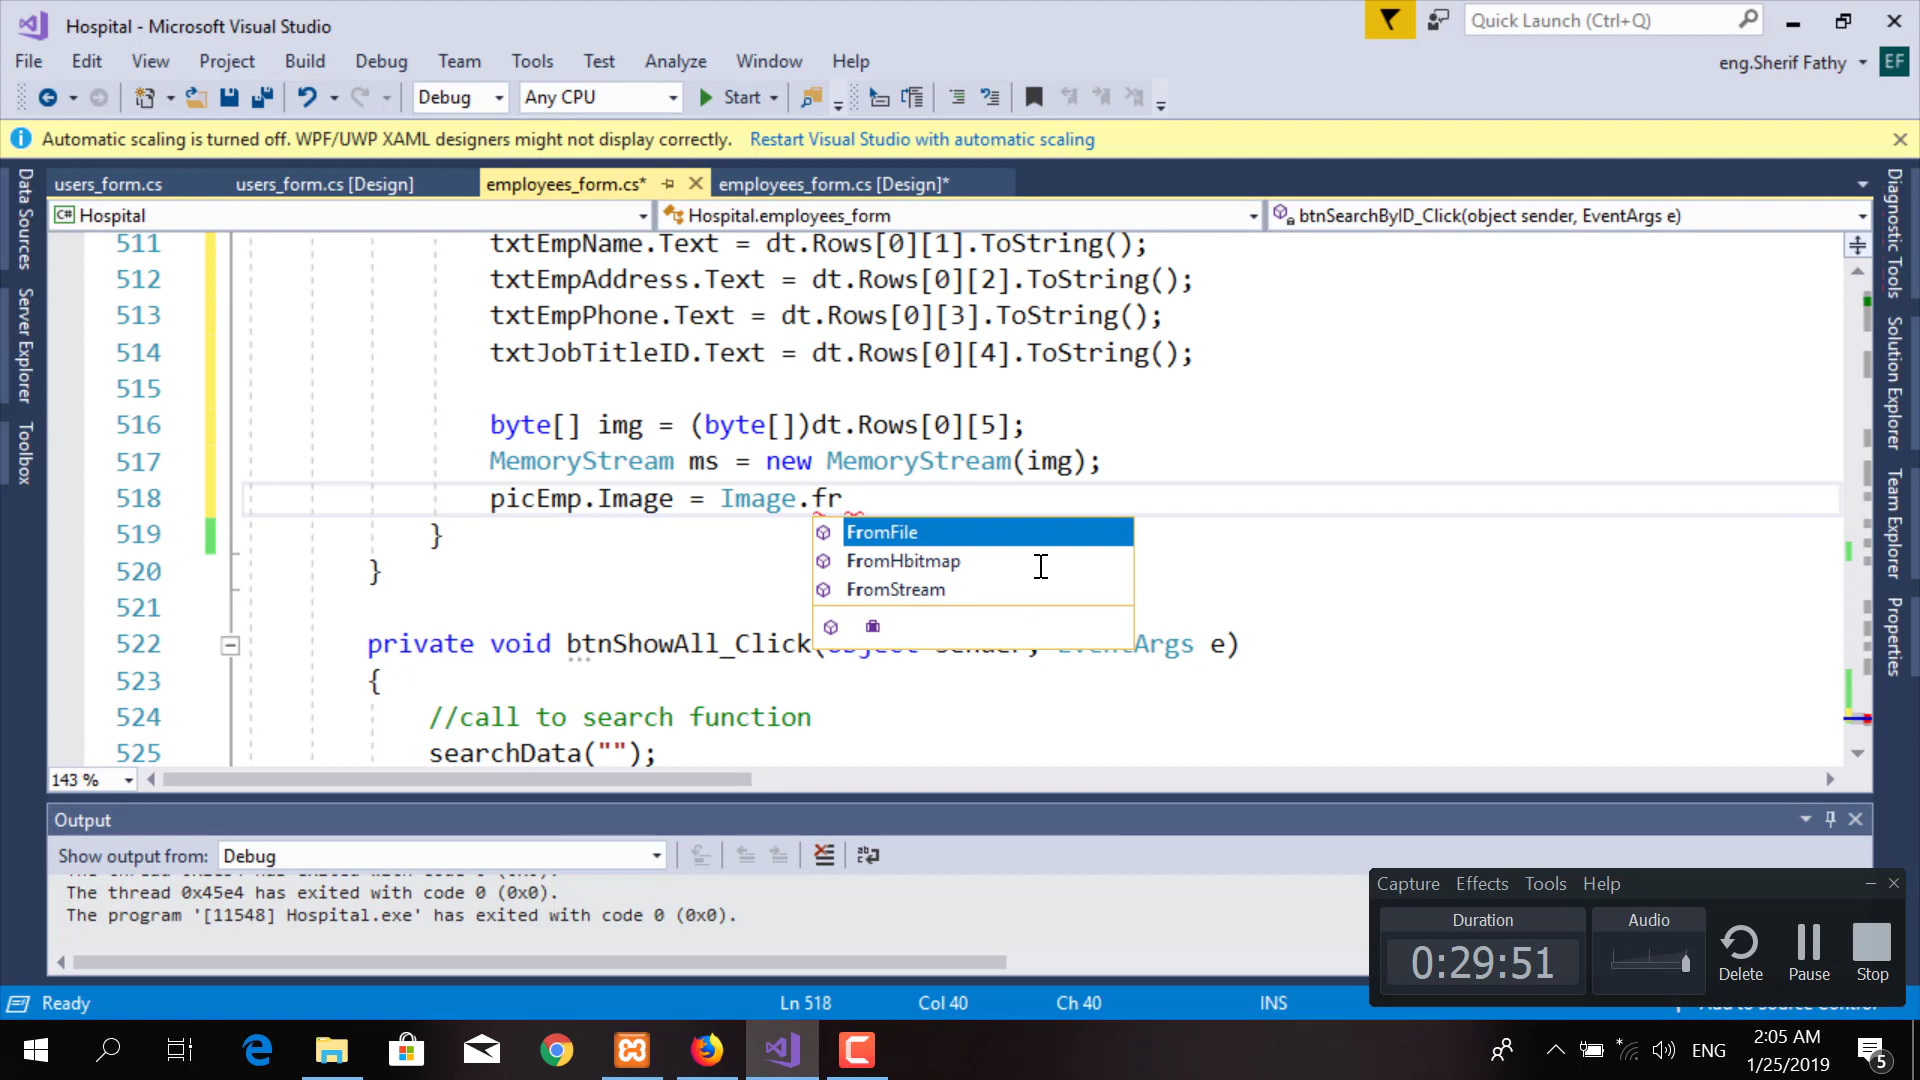 Hospital - Microsoft Visual Studio
Quick Launch (Ctrl+Q)
File Edit View Project Build Debug Team Tools Test Analyze Window Help
eng.Sherif Fathy EF
Debug Any CPU Start
Automatic scaling is turned off. WPF/UWP XAML designers might not display correctly. Restart Visual Studio with automatic scaling
users_form.cs users_form.cs [Design] employees_form.cs* employees_form.cs [Design]*
C# Hospital Hospital.employees_form btnSearchByID_Click(object sender, EventArgs e)
Data Sources
Server Explorer
Toolbox
511 txtEmpName.Text = dt.Rows[0][1].ToString();
512 txtEmpAddress.Text = dt.Rows[0][2].ToString();
513 txtEmpPhone.Text = dt.Rows[0][3].ToString();
514 txtJobTitleID.Text = dt.Rows[0][4].ToString();
515
516 byte[] img = (byte[])dt.Rows[0][5];
517 MemoryStream ms = new MemoryStream(img);
518 picEmp.Image = Image.fr
519 }
520 }
521
522 private void btnShowAll_Click(object sender, EventArgs e)
523 {
524 //call to search function
525 searchData("");
FromFile
FromHbitmap
FromStream
Diagnostic Tools
Solution Explorer
Team Explorer
Properties
143 %
Output
Show output from: Debug
The thread 0x45e4 has exited with code 0 (0x0).
The program '[11548] Hospital.exe' has exited with code 0 (0x0).
Capture Effects Tools Help
Duration Audio
0:29:51
Delete Pause Stop
Ready Ln 518 Col 40 Ch 40 INS Add to Source Control
ENG
2:05 AM
1/25/2019
5